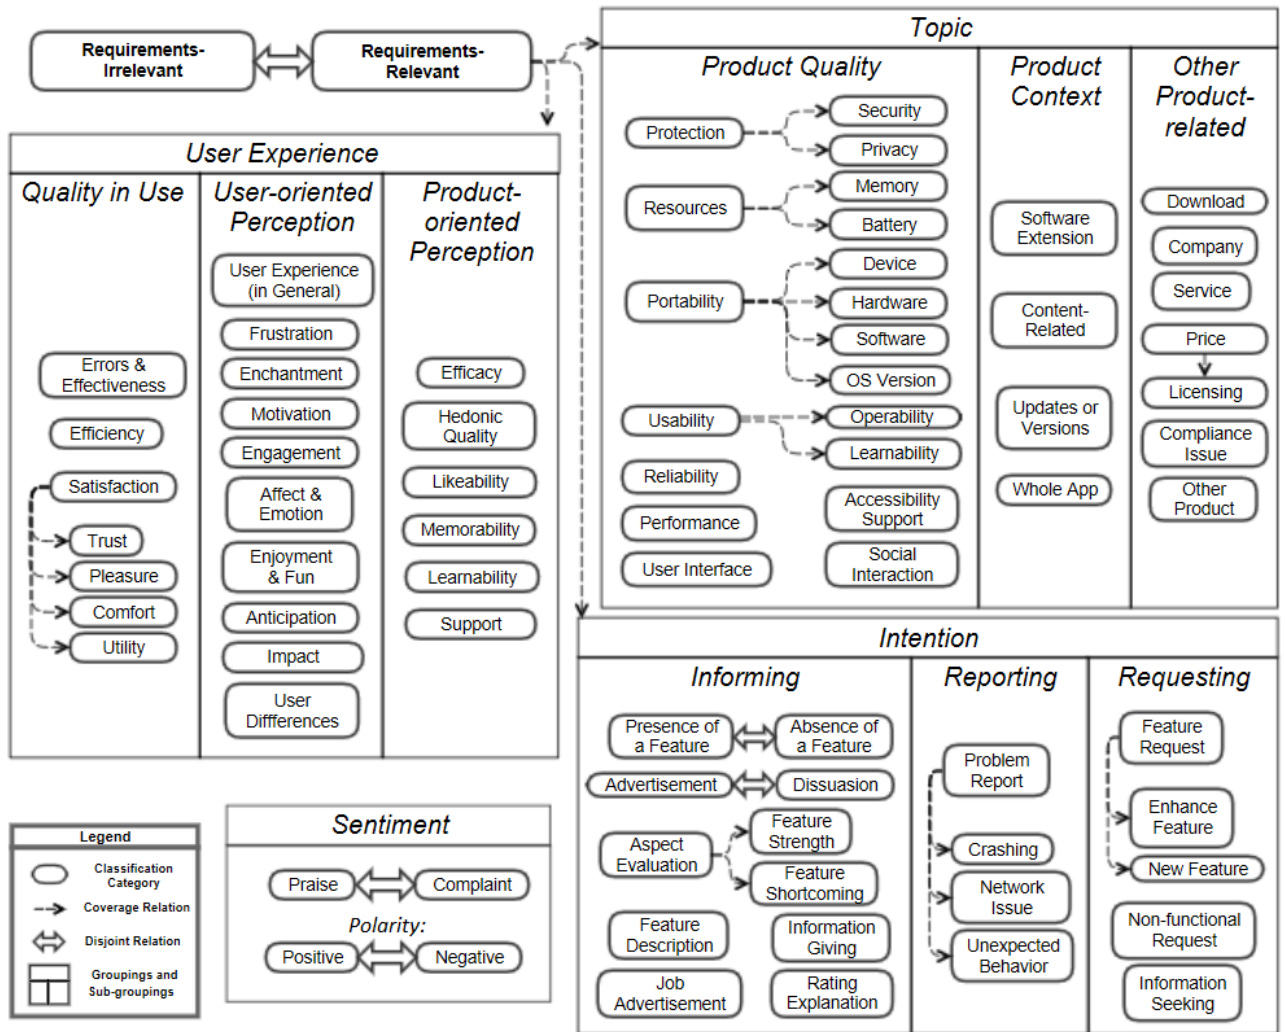 Requirements-
Irrelevant
Requirements-
Relevant
User Experience
Quality in Use
Errors &
Effectiveness
Efficiency
Satisfaction
Trust
Pleasure
Comfort
Utility
User-oriented
Perception
User Experience
(in General)
Frustration
Enchantment
Motivation
Engagement
Affect &
Emotion
Enjoyment
& Fun
Anticipation
Impact
User
Diffferences
Product-
oriented
Perception
Efficacy
Hedonic
Quality
Likeability
Memorability
Learnability
Support
Topic
Product Quality
Protection
Security
Privacy
Resources
Memory
Battery
Portability
Device
Hardware
Software
OS Version
Usability
Operability
Learnability
Reliability
Performance
User Interface
Accessibility
Support
Social
Interaction
Product
Context
Software
Extension
Content-
Related
Updates or
Versions
Whole App
Other
Product-
related
Download
Company
Service
Price
Licensing
Compliance
Issue
Other
Product
Intention
Informing
Presence of
a Feature
Absence of
a Feature
Advertisement
Dissuasion
Aspect
Evaluation
Feature
Strength
Feature
Shortcoming
Feature
Description
Information
Giving
Job
Advertisement
Rating
Explanation
Reporting
Problem
Report
Crashing
Network
Issue
Unexpected
Behavior
Requesting
Feature
Request
Enhance
Feature
New Feature
Non-functional
Request
Information
Seeking
Legend
Classification
Category
Coverage Relation
Disjoint Relation
Groupings and
Sub-groupings
Sentiment
Praise
Complaint
Polarity:
Positive
Negative